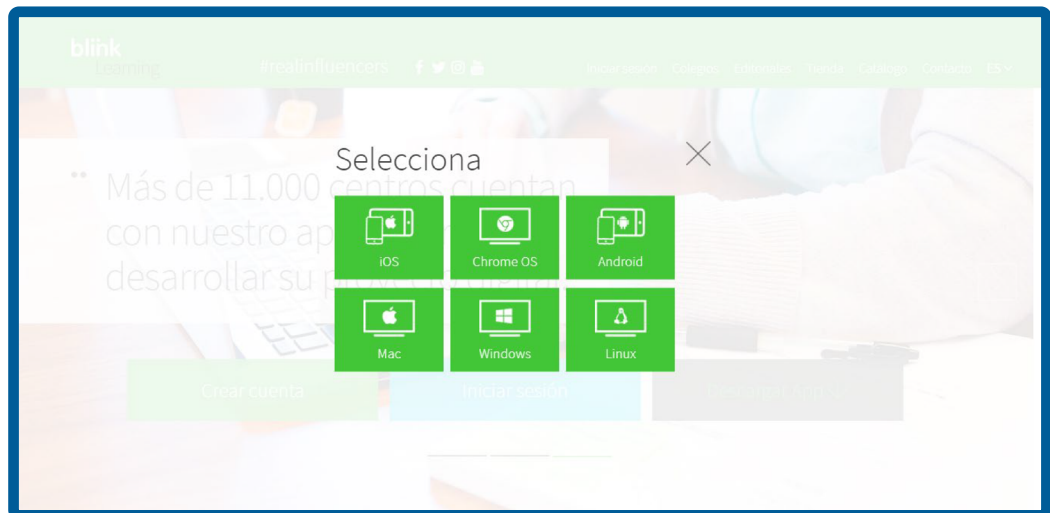 blink
Learning
#realinfluencers
Iniciar sesión Colegios Editoriales Tienda Catálogo Contacto ES
Selecciona
Más de 11.000 centros cuentan
con nuestro
desarrollar su
iOS
Chrome OS
Android
Mac
Windows
Linux
Crear cuenta
Iniciar sesión